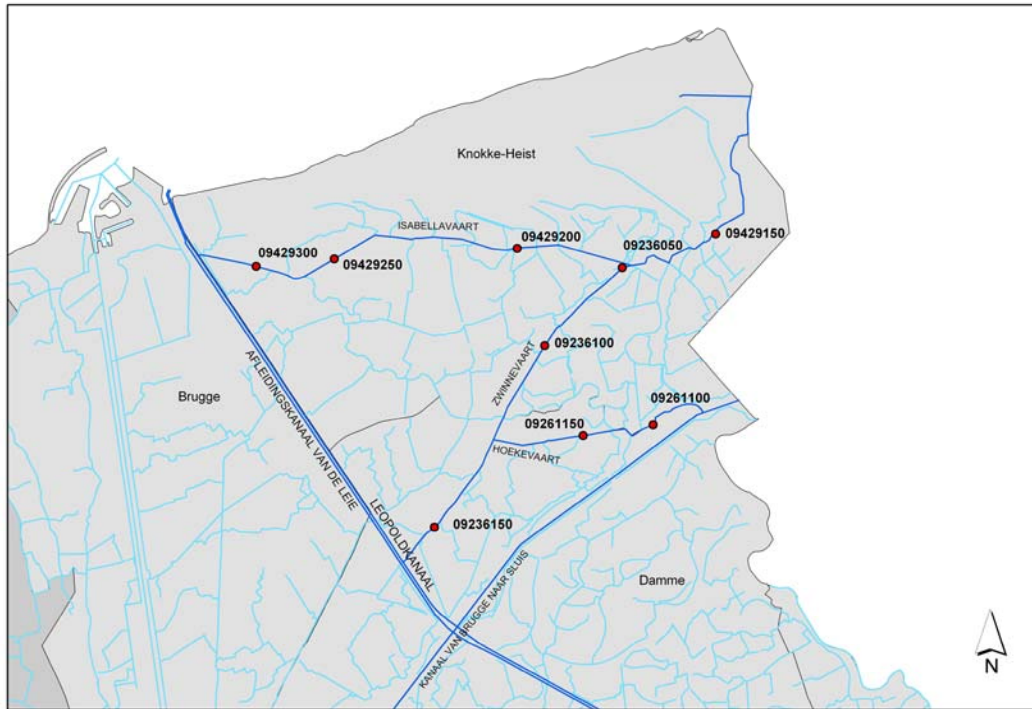 Knokke-Heist
ISABELLAVAART
09429200
09236050
09429150
09429300
09429250
09236100
ZWINNEVAART
AFLEIDINGSKANAAL VAN DE LEIE
Brugge
09261100
09261150
HOEKEVAART
LEOPOLDKANAAL
09236150
KANAAL VAN BRUGGE NAAR SLUIS
Damme
N